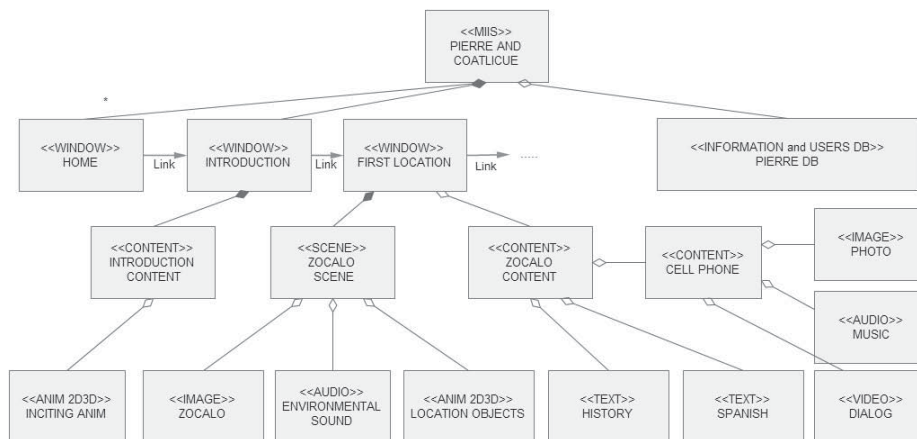 <<MIIS>>
PIERRE AND
COATLICUE
*
<<WINDOW>>
HOME
Link
<<WINDOW>>
INTRODUCTION
Link
<<WINDOW>>
FIRST LOCATION
Link
.....
<<INFORMATION and USERS DB>>
PIERRE DB
<<CONTENT>>
INTRODUCTION
CONTENT
<<SCENE>>
ZOCALO
SCENE
<<CONTENT>>
ZOCALO
CONTENT
<<CONTENT>>
CELL PHONE
<<IMAGE>>
PHOTO
<<AUDIO>>
MUSIC
<<ANIM 2D3D>>
INCITING ANIM
<<IMAGE>>
ZOCALO
<<AUDIO>>
ENVIRONMENTAL
SOUND
<<ANIM 2D3D>>
LOCATION OBJECTS
<<TEXT>>
HISTORY
<<TEXT>>
SPANISH
<<VIDEO>>
DIALOG